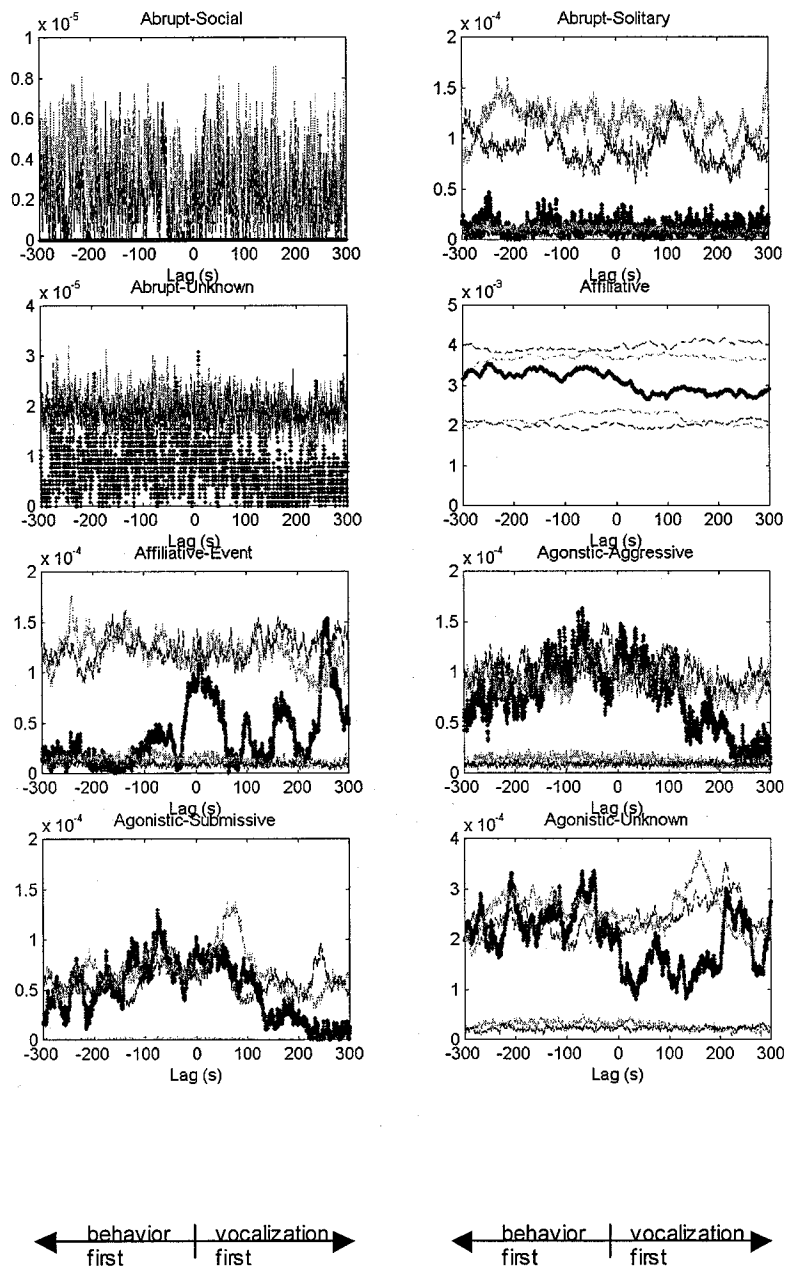 x 10-5 Abrupt-Social
1
0.8
0.6
0.4
0.2
0
-300 -200 -100 0 100 200 300
Lag (s)
x 10-4 Abrupt-Solitary
2
1.5
1
0.5
0
-300 -200 -100 0 100 200 300
Lag (s)
x 10-5 Abrupt-Unknown
4
3
2
1
0
-300 -200 -100 0 100 200 300
Lag (s)
x 10-3 Affiliative
5
4
3
2
1
0
-300 -200 -100 0 100 200 300
Lag (s)
x 10-4 Affiliative-Event
2
1.5
1
0.5
0
-300 -200 -100 0 100 200 300
Lag (s)
x 10-4 Agonstic-Aggressive
2
1.5
1
0.5
0
-300 -200 -100 0 100 200 300
Lag (s)
x 10-4 Agonistic-Submissive
2
1.5
1
0.5
0
-300 -200 -100 0 100 200 300
Lag (s)
x 10-4 Agonistic-Unknown
4
3
2
1
0
-300 -200 -100 0 100 200 300
Lag (s)
behavior vocalization
first first
behavior vocalization
first first